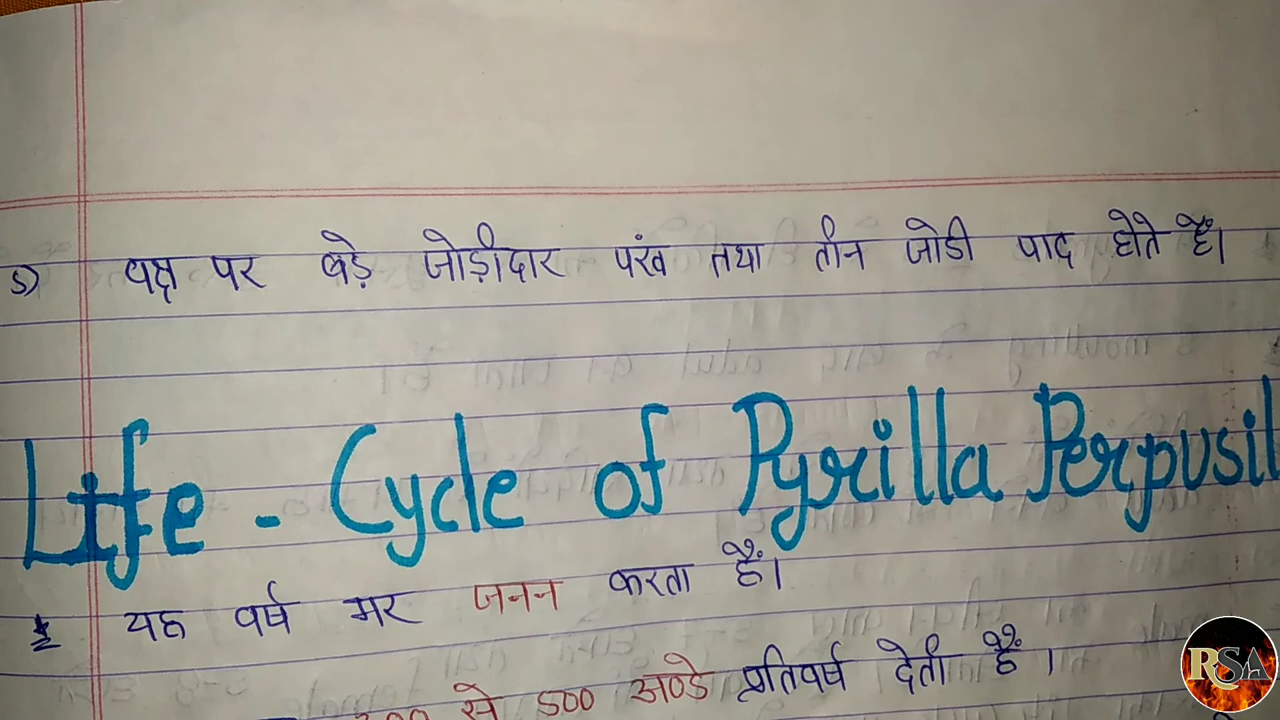 5) वक्ष पर बडे़ जोड़ीदार पंख तथा तीन जोडी पाद होते हैं।
Life - Cycle of Pyrilla Perpusil
यह वर्ष भर जनन करता हैं।
से 500 अण्डे प्रतिवर्ष देती हैं।
RSA